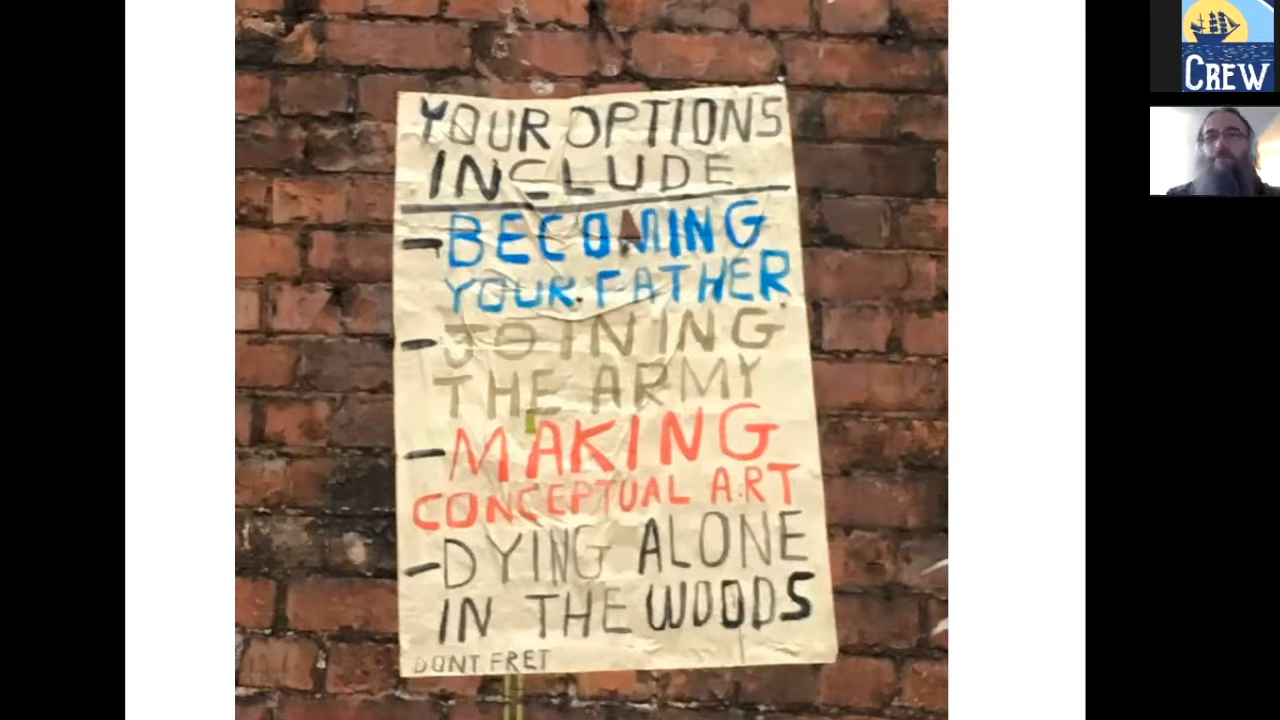 YOUR OPTIONS
INCLUDE
-BECOMING
YOUR FATHER
-JOINING
THE ARMY
-MAKING
CONCEPTUAL ART
-DYING ALONE
IN THE WOODS
DONT FRET
CREW